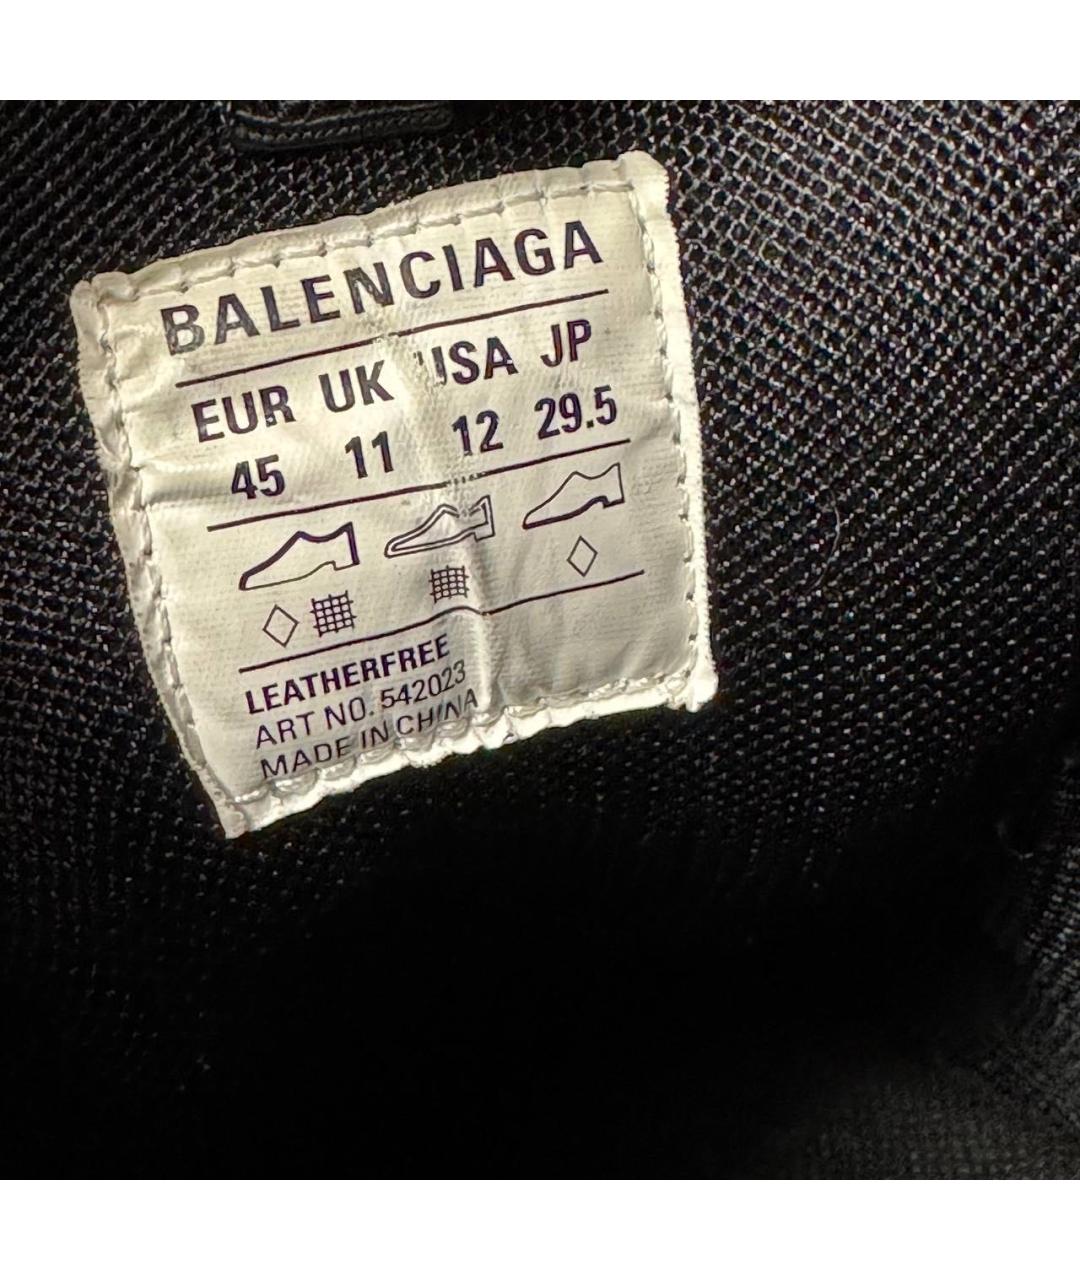 BALENCIAGA
EUR UK USA JP
45 11 12 29.5
LEATHERFREE
ART NO. 542023
MADE IN CHINA